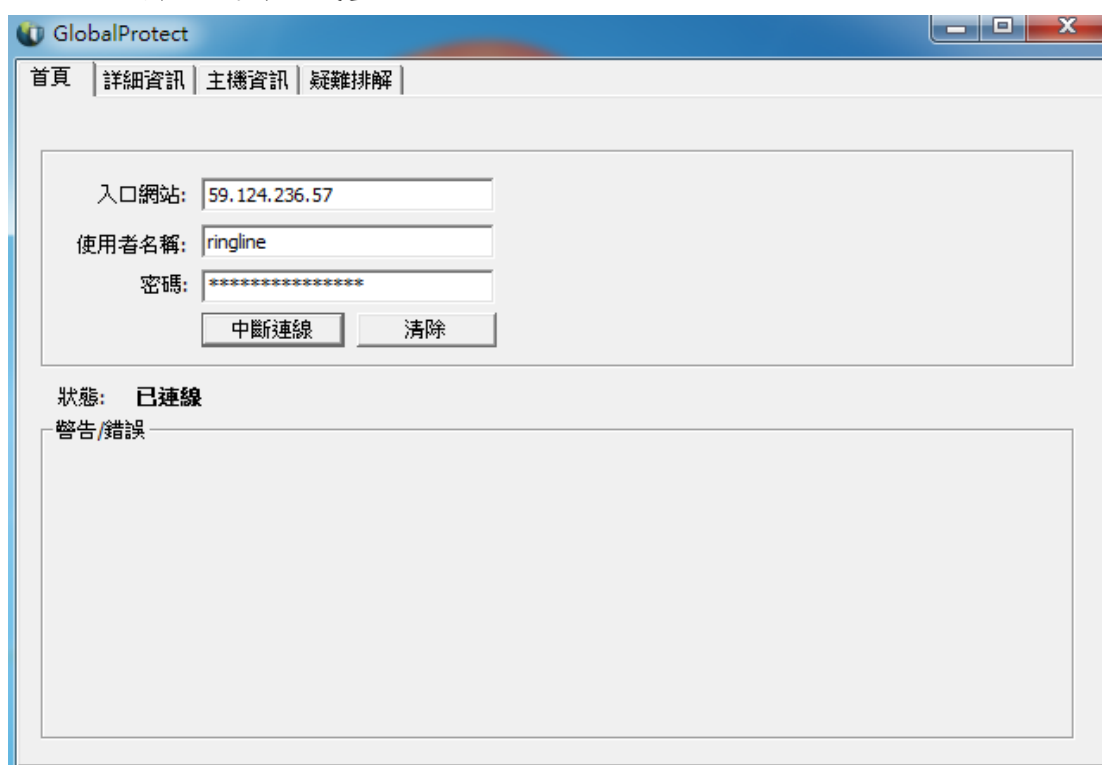 GlobalProtect
首頁 詳細資訊 主機資訊 疑難排解
入口網站: 59.124.236.57
使用者名稱: ringline
密碼: ***************
中斷連線 清除
狀態: 已連線
警告/錯誤